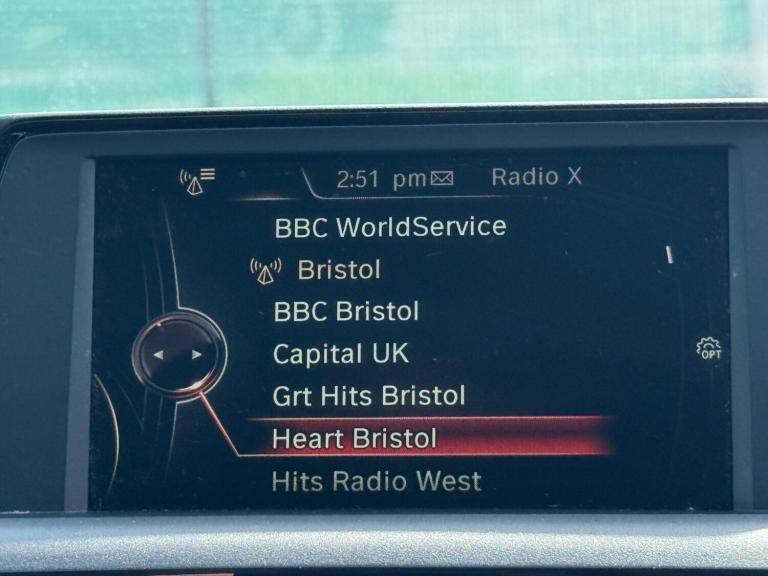 2:51 pm Radio X
BBC WorldService
Bristol
BBC Bristol
Capital UK
OPT
Grt Hits Bristol
Heart Bristol
Hits Radio West